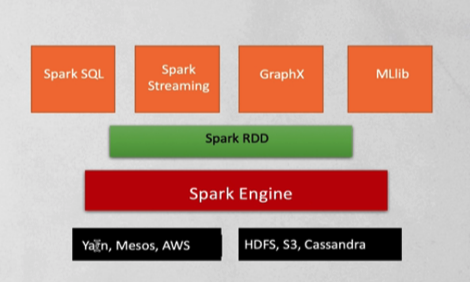 Spark SQL
Spark
Streaming
GraphX
MLlib
Spark RDD
Spark Engine
Yarn, Mesos, AWS
HDFS, S3, Cassandra